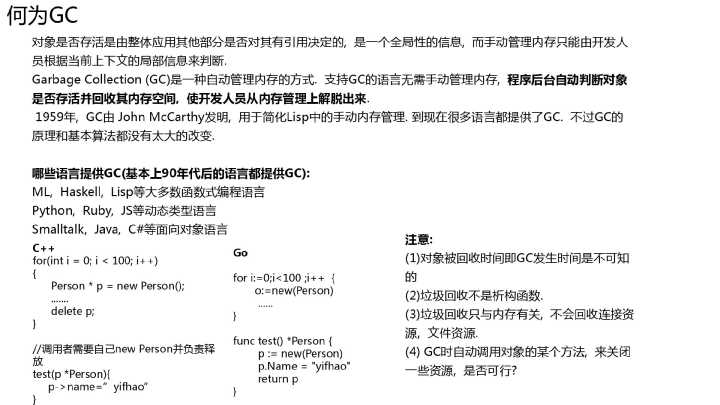 何为GC
对象是否存活是由整体应用其他部分是否对其有引用决定的, 是一个全局性的信息, 而手动管理内存只能由开发人
员根据当前上下文的局部信息来判断.
Garbage Collection (GC)是一种自动管理内存的方式. 支持GC的语言无需手动管理内存, 程序后台自动判断对象
是否存活并回收其内存空间, 使开发人员从内存管理上解脱出来.
1959年, GC由 John McCarthy发明, 用于简化Lisp中的手动内存管理. 到现在很多语言都提供了GC. 不过GC的
原理和基本算法都没有太大的改变.
哪些语言提供GC(基本上90年代后的语言都提供GC):
ML, Haskell, Lisp等大多数函数式编程语言
Python, Ruby, JS等动态类型语言
Smalltalk, Java, C#等面向对象语言
C++
for(int i = 0; i < 100; i++)
{
Person * p = new Person();
.......
delete p;
}
//调用者需要自己new Person并负责释
放
test(p *Person){
p->name=” yifhao”
}
Go
for i:=0;i<100 ;i++ {
o:=new(Person)
......
}
func test() *Person {
p := new(Person)
p.Name = "yifhao"
return p
}
注意:
(1)对象被回收时间即GC发生时间是不可知
的
(2)垃圾回收不是析构函数.
(3)垃圾回收只与内存有关, 不会回收连接资
源, 文件资源.
(4) GC时自动调用对象的某个方法, 来关闭
一些资源, 是否可行?